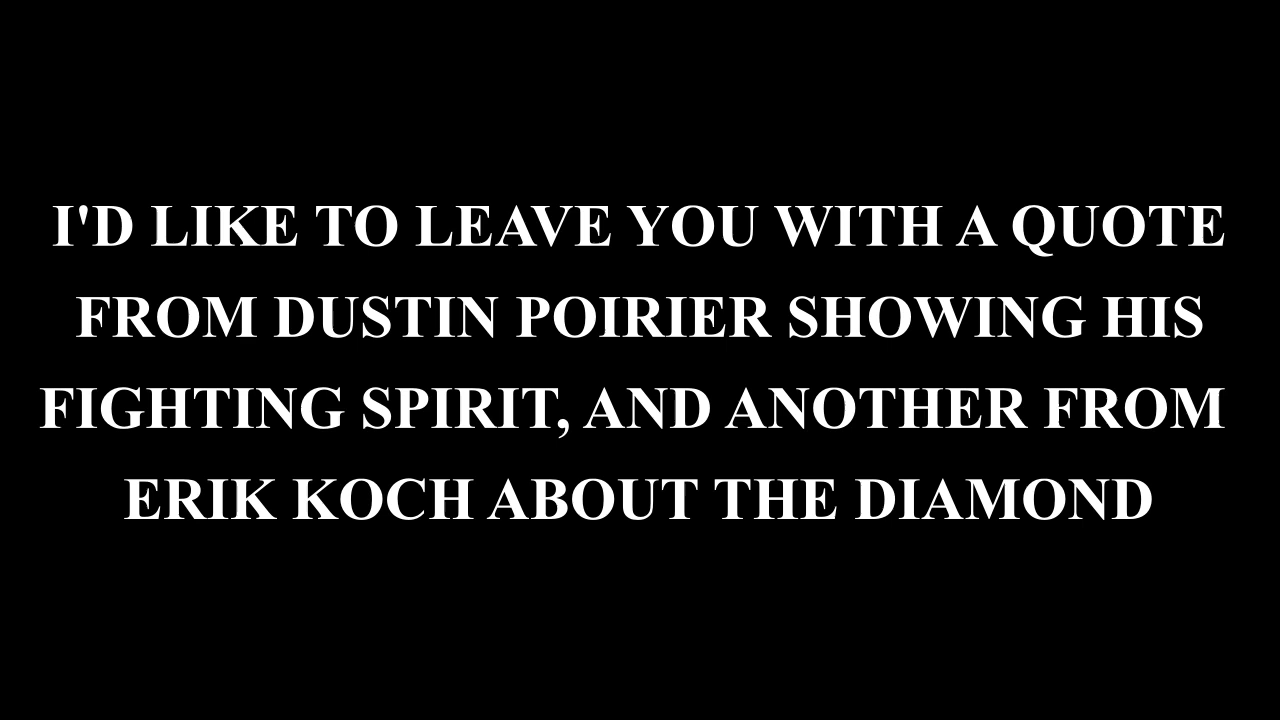 I'D LIKE TO LEAVE YOU WITH A QUOTE
FROM DUSTIN POIRIER SHOWING HIS
FIGHTING SPIRIT, AND ANOTHER FROM
ERIK KOCH ABOUT THE DIAMOND